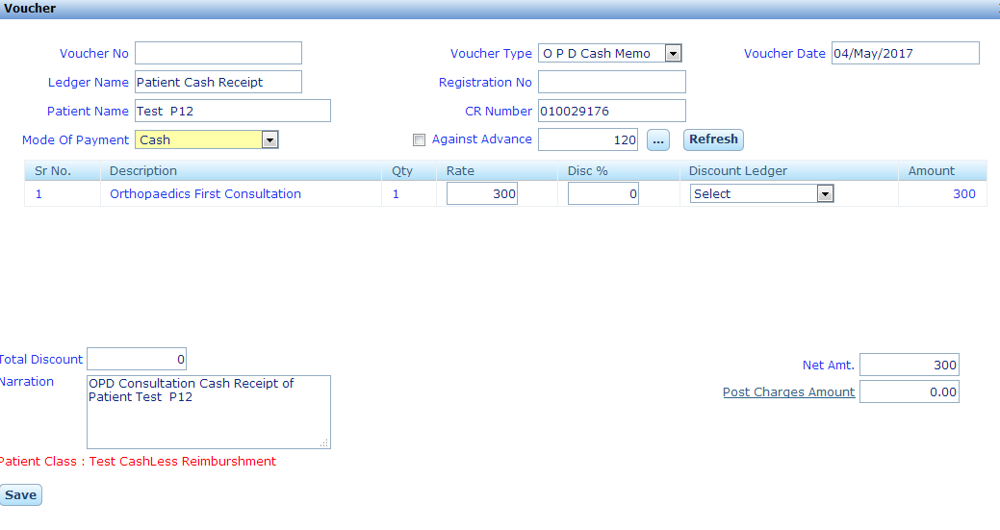 Voucher
Voucher No Voucher Type O P D Cash Memo Voucher Date 04/May/2017
Ledger Name Patient Cash Receipt Registration No
Patient Name Test P12 CR Number 010029176
Mode Of Payment Cash Against Advance 120 ... Refresh
Sr No. Description Qty Rate Disc % Discount Ledger Amount
1 Orthopaedics First Consultation 1 300 0 Select 300
Total Discount 0
Net Amt. 300
Narration OPD Consultation Cash Receipt of
Patient Test P12
Post Charges Amount 0.00
Patient Class : Test CashLess Reimburshment
Save